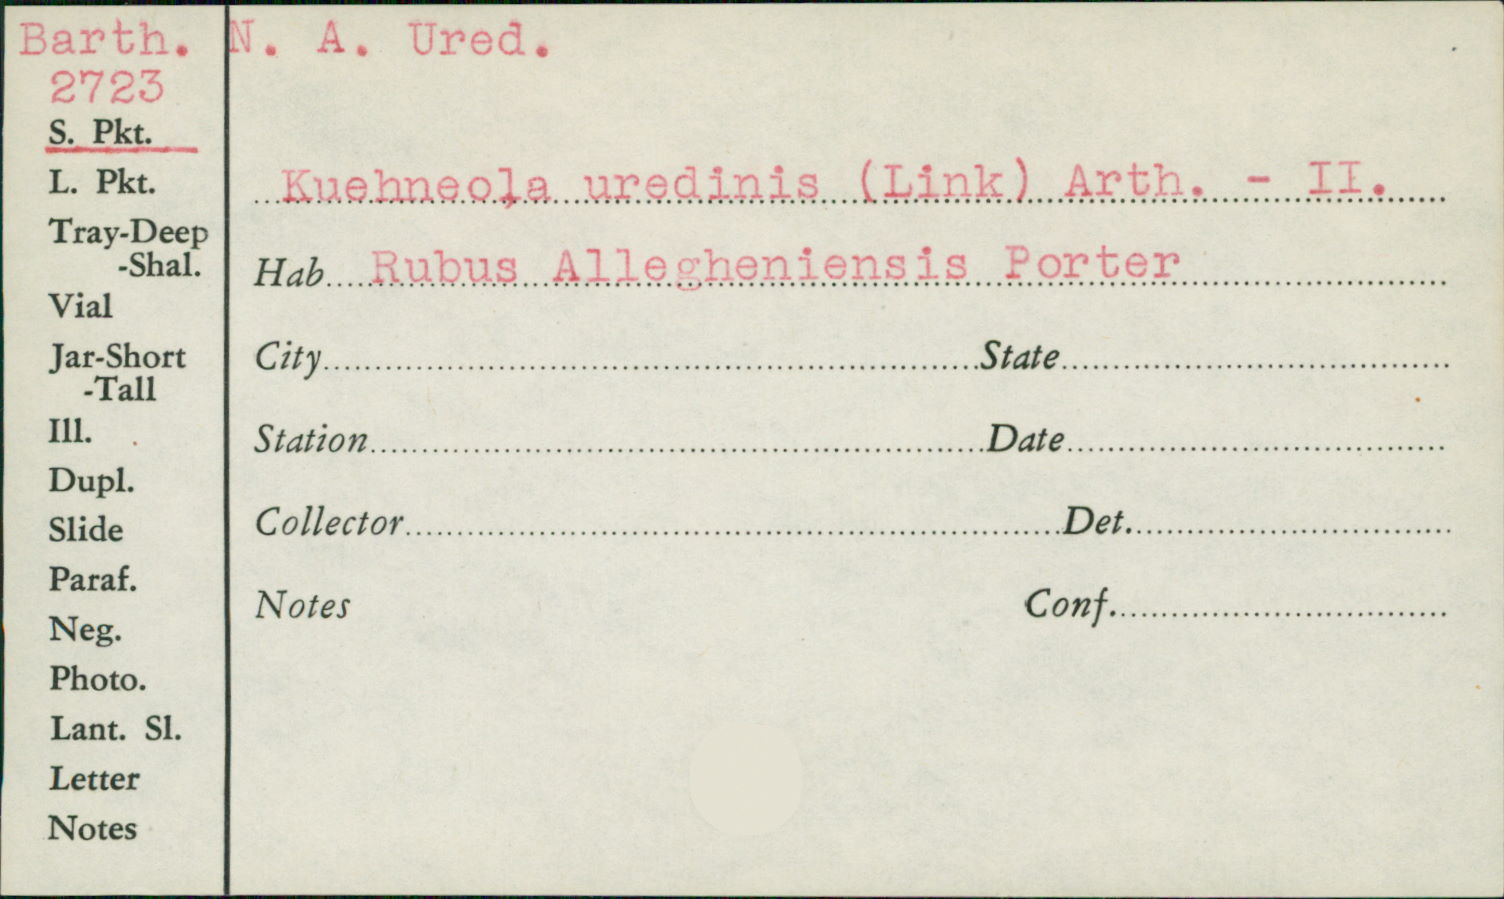 Barth. N. A. Ured.
2723
S. Pkt.
L. Pkt.
Tray-Deep
-Shal.
Vial
Jar-Short
-Tall
Ill.
Dupl.
Slide
Paraf.
Neg.
Photo.
Lant. Sl.
Letter
Notes
Kuehneola uredinis (Link) Arth. - II.
Hab Rubus Allegheniensis Porter
City State
Station Date
Collector Det.
Notes Conf.